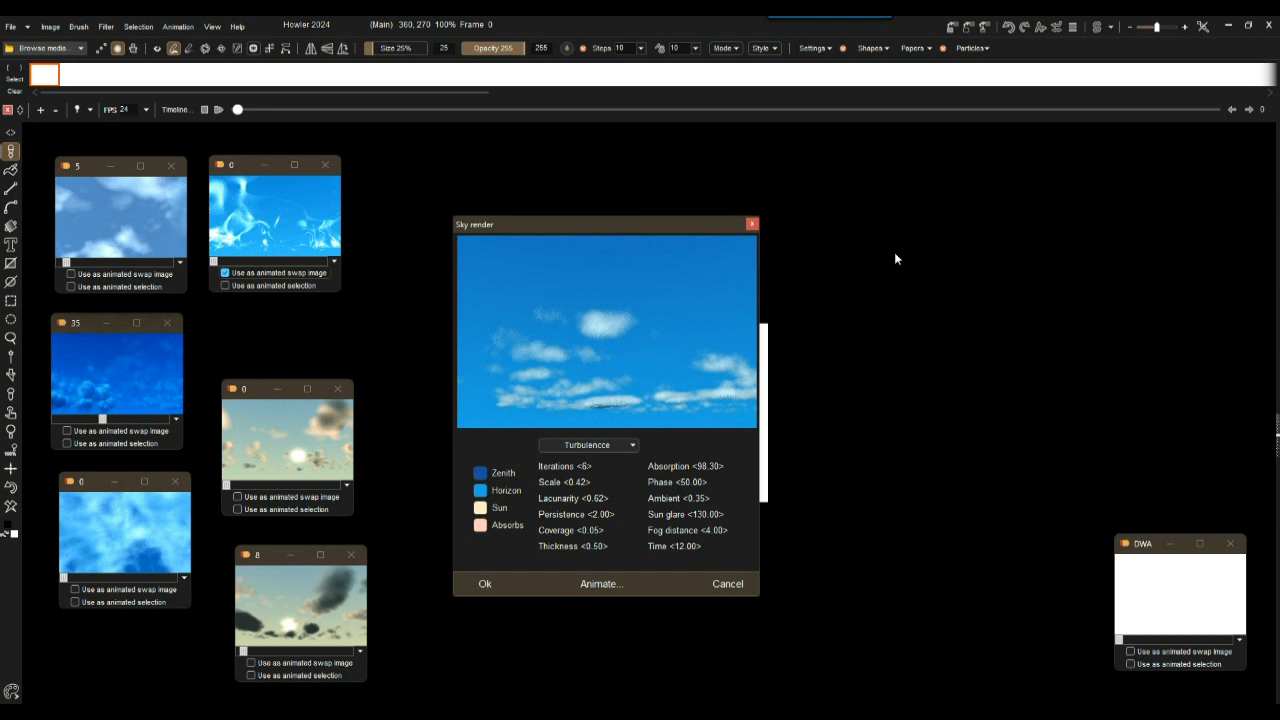 File Image Brush Filter Selection Animation View Help Howler 2024 (Main) 360, 270 100% Frame 0
Browse media... Size 25% 25 Opacity 255 255 Steps 10 10 Mode Style Settings Shapes Papers Particles
Select
Clear
FPS 24 Timeline... 0
5
Use as animated swap image
Use as animated selection
0
Use as animated swap image
Use as animated selection
Sky render
35
Use as animated swap image
Use as animated selection
0
Use as animated swap image
Use as animated selection
Turbulencce
Zenith
Horizon
Sun
Absorbs
Iterations <6>
Scale <0.42>
Lacunarity <0.62>
Persistence <2.00>
Coverage <0.05>
Thickness <0.50>
Absorption <98.30>
Phase <50.00>
Ambient <0.35>
Sun glare <130.00>
Fog distance <4.00>
Time <12.00>
Ok Animate... Cancel
0
Use as animated swap image
Use as animated selection
8
Use as animated swap image
Use as animated selection
DWA
Use as animated swap image
Use as animated selection